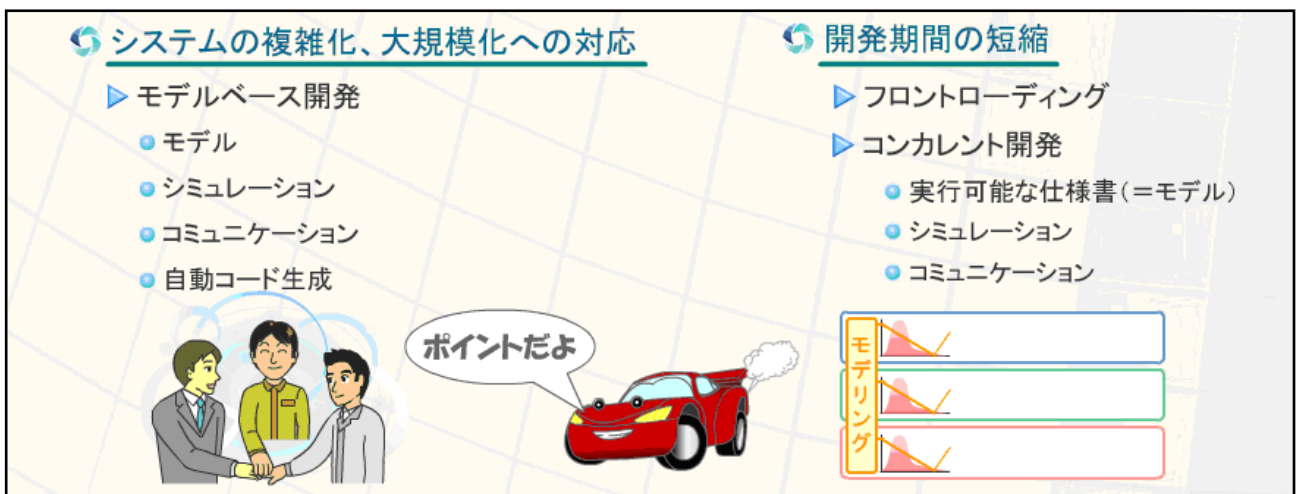 システムの複雑化、大規模化への対応
モデルベース開発
モデル
シミュレーション
コミュニケーション
自動コード生成
ポイントだよ
開発期間の短縮
フロントローディング
コンカレント開発
実行可能な仕様書(＝モデル)
シミュレーション
コミュニケーション
モデリング